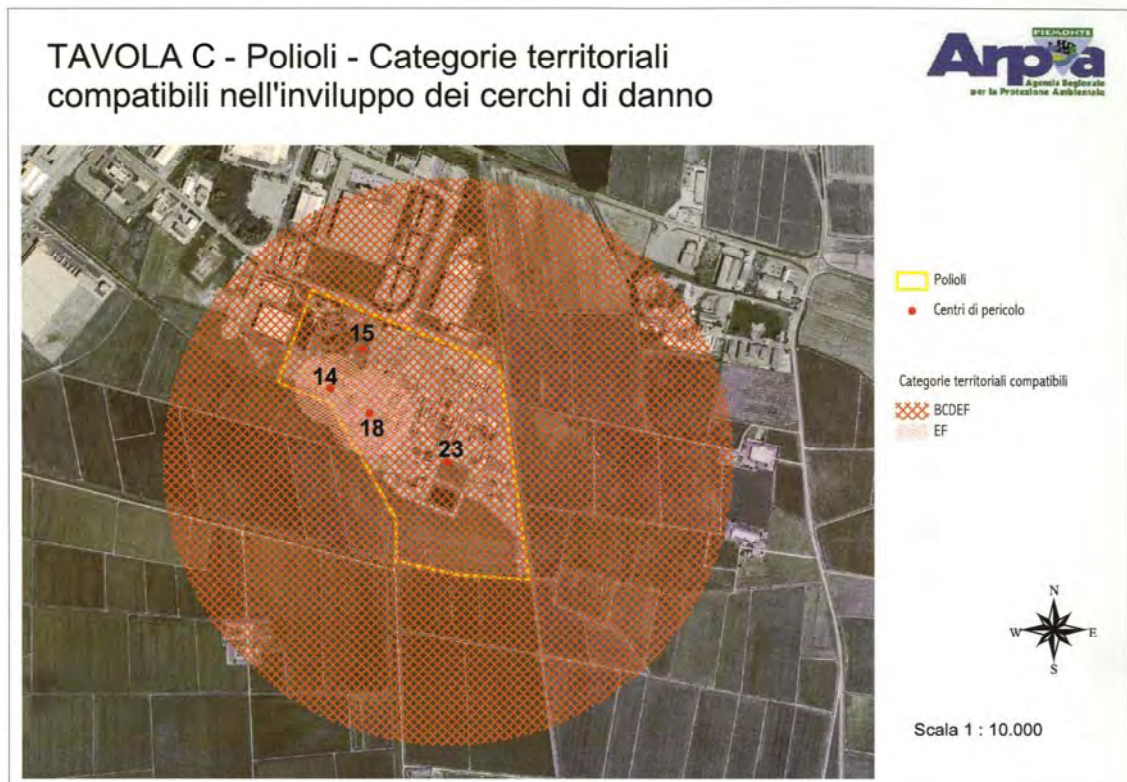 TAVOLA C - Polioli - Categorie territoriali
compatibili nell'inviluppo dei cerchi di danno
PIEMONTE
Arpa
Agenzia Regionale
per la Protezione Ambientale
15
14
18
23
Polioli
Centri di pericolo
Categorie territoriali compatibili
BCDEF
EF
N
W
E
S
Scala 1 : 10.000